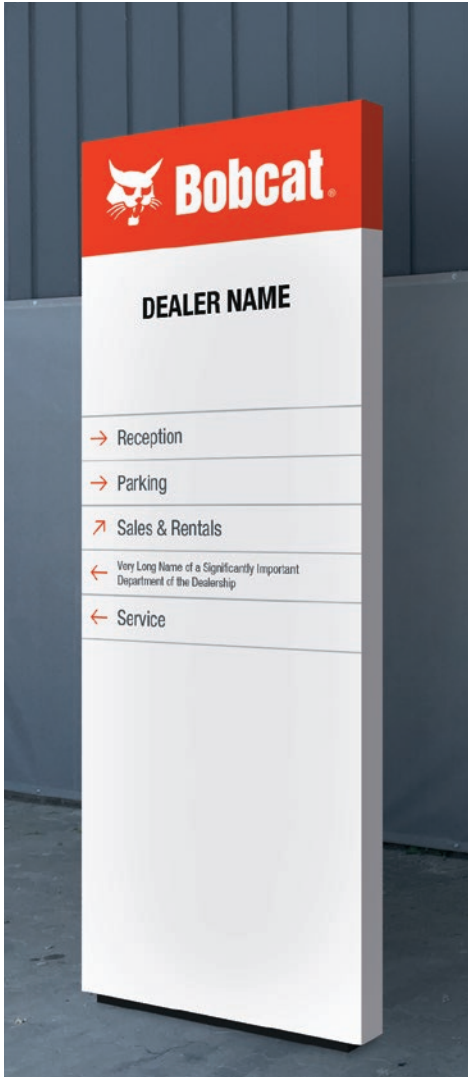 Bobcat®
DEALER NAME
→ Reception
→ Parking
↗ Sales & Rentals
← Very Long Name of a Significantly Important
Department of the Dealership
← Service